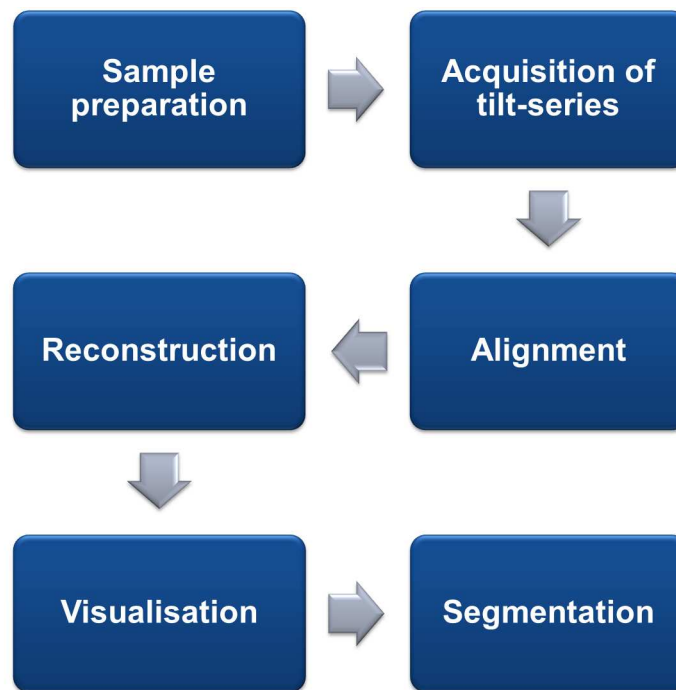 Sample
preparation
Acquisition of
tilt-series
Alignment
Reconstruction
Visualisation
Segmentation